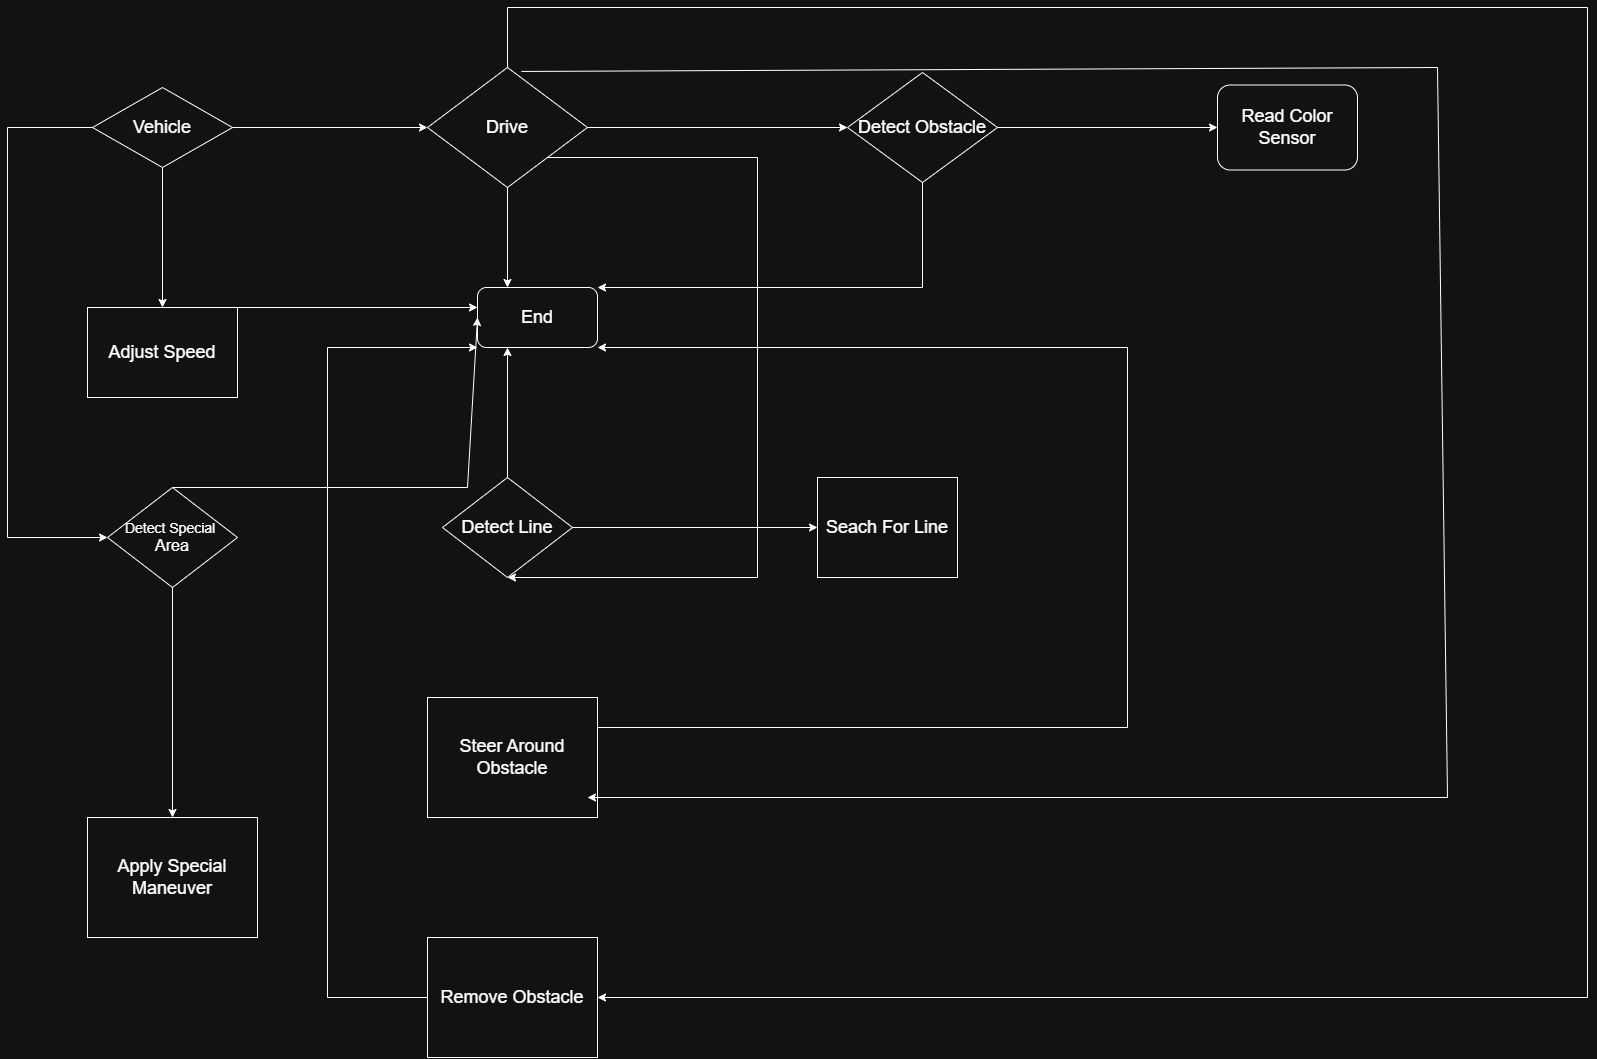 Vehicle
Drive
Detect Obstacle
Read Color
Sensor
End
Adjust Speed
Detect Special
Area
Detect Line
Seach For Line
Steer Around
Obstacle
Apply Special
Maneuver
Remove Obstacle